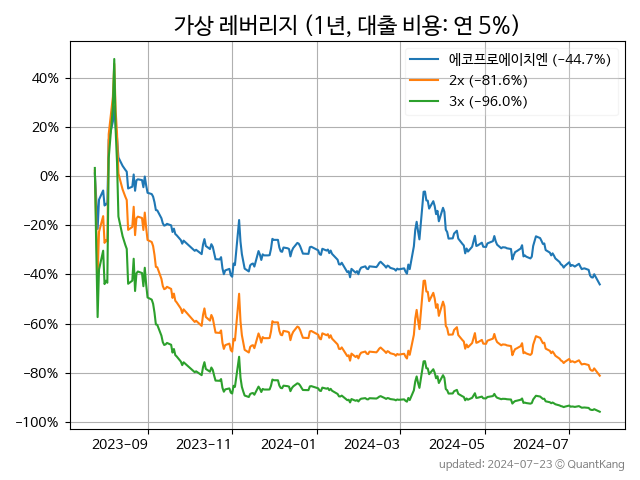 가상 레버리지 (1년, 대출 비용: 연 5%)
에코프로에이치엔 (-44.7%)
2x (-81.6%)
3x (-96.0%)
40%
20%
0%
-20%
-40%
-60%
-80%
-100%
2023-09 2023-11 2024-01 2024-03 2024-05 2024-07
updated: 2024-07-23 © QuantKang